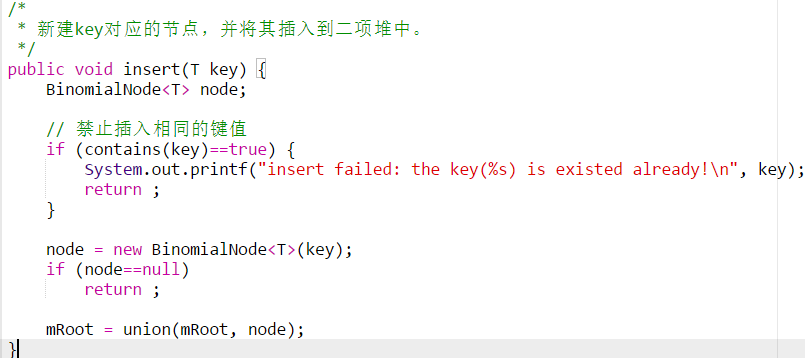 /*
 * 新建key对应的节点，并将其插入到二项堆中。
 */
public void insert(T key) {
    BinomialNode<T> node;
    // 禁止插入相同的键值
    if (contains(key)==true) {
        System.out.printf("insert failed: the key(%s) is existed already!\n", key);
        return ;
    }
    node = new BinomialNode<T>(key);
    if (node==null)
        return ;
    mRoot = union(mRoot, node);
}